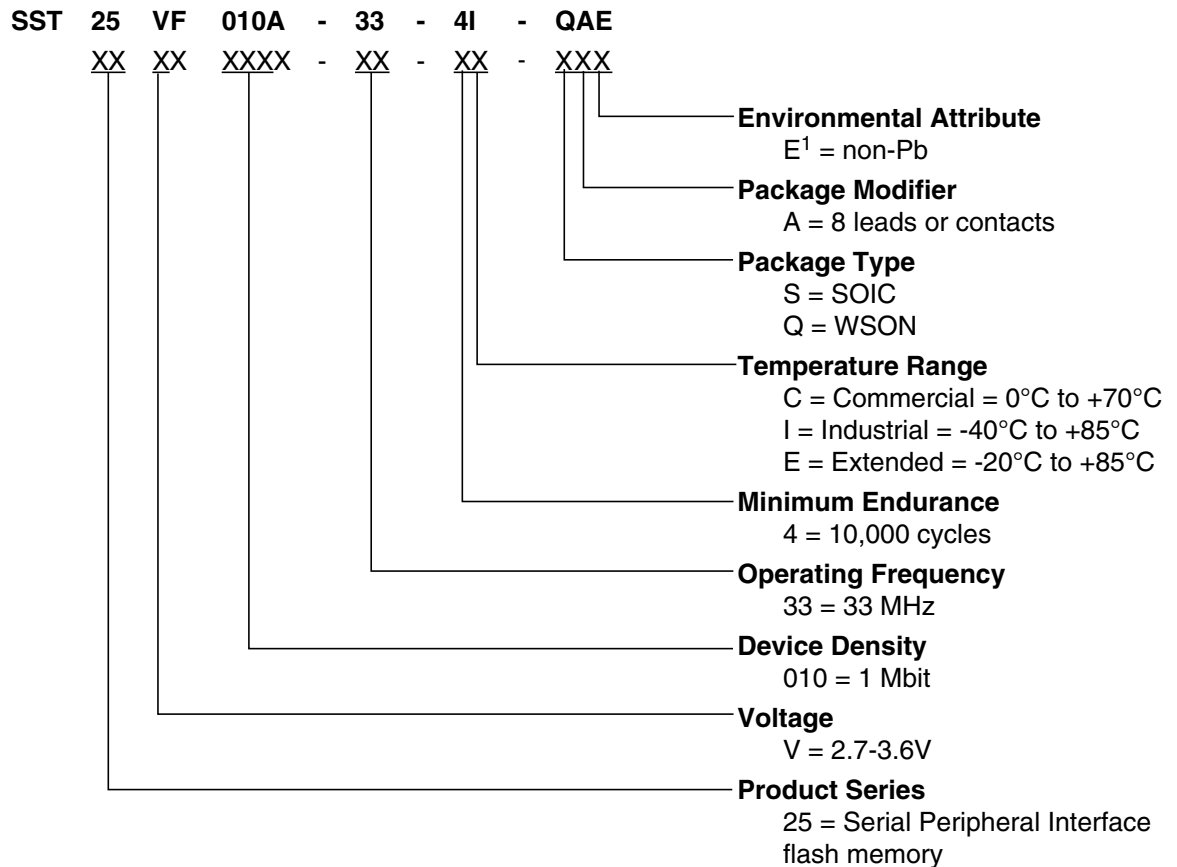 SST 25 VF 010A - 33 - 4I - QAE
XX XX XXXX - XX - XX - XXX
Environmental Attribute
E1 = non-Pb
Package Modifier
A = 8 leads or contacts
Package Type
S = SOIC
Q = WSON
Temperature Range
C = Commercial = 0°C to +70°C
I = Industrial = -40°C to +85°C
E = Extended = -20°C to +85°C
Minimum Endurance
4 = 10,000 cycles
Operating Frequency
33 = 33 MHz
Device Density
010 = 1 Mbit
Voltage
V = 2.7-3.6V
Product Series
25 = Serial Peripheral Interface
flash memory